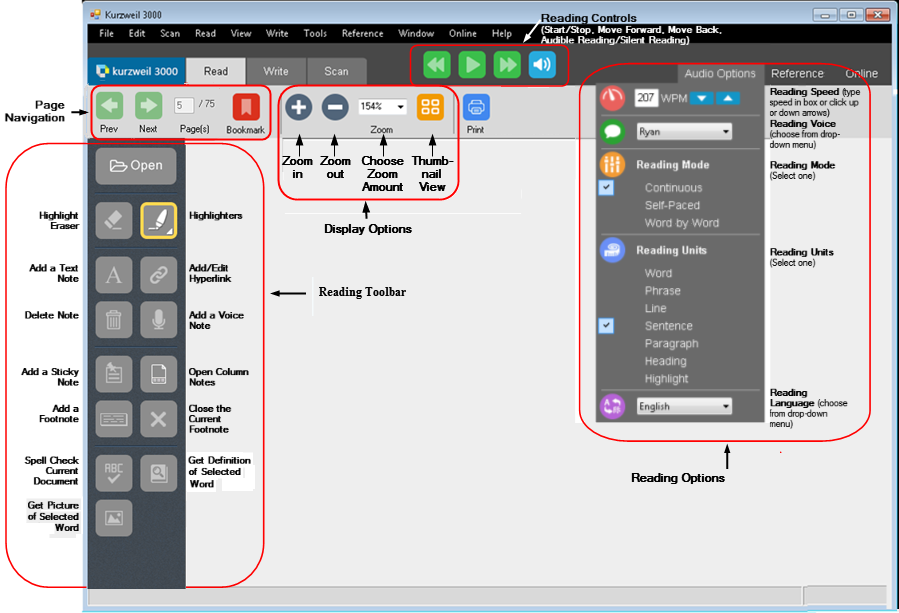 Kurzweil 3000
Reading Controls
(Start/Stop, Move Forward, Move Back,
Audible Reading/Silent Reading)
File Edit Scan Read View Write Tools Reference Window Online Help
kurzweil 3000 Read Write Scan
Audio Options Reference Online
Page
Navigation
5 / 75
Prev Next Page(s) Bookmark
154%
Zoom
Print
Zoom
in
Zoom
out
Choose
Zoom
Amount
Thumb-
nail
View
Display Options
207 WPM
Reading Speed (type
speed in box or click up
or down arrows)
Ryan
Reading Voice
(choose from drop-
down menu)
Reading Mode
Continuous
Self-Paced
Word by Word
Reading Mode
(Select one)
Reading Units
Word
Phrase
Line
Sentence
Paragraph
Heading
Highlight
Reading Units
(Select one)
English
Reading
Language (choose
from drop-down
menu)
Reading Options
Open
Highlight
Eraser
Highlighters
Add a Text
Note
A
Add/Edit
Hyperlink
Reading Toolbar
Delete Note
Add a Voice
Note
Add a Sticky
Note
Open Column
Notes
Add a
Footnote
Close the
Current
Footnote
Spell Check
Current
Document
ABC
Get Definition
of Selected
Word
Get Picture
of Selected
Word